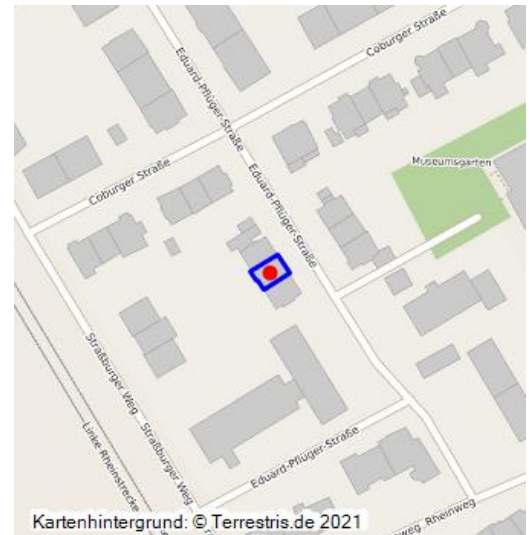 Eduard-Pflüger-Straße
Coburger Straße
Coburger Straße
Eduard-Pflüger-Straße
Museumsgarten
Straßburger Weg
Straßburger Weg
Linke Rheinstrecke
Eduard-Pflüger-Straße
weg
Rheinweg
Kartenhintergrund: © Terrestris.de 2021